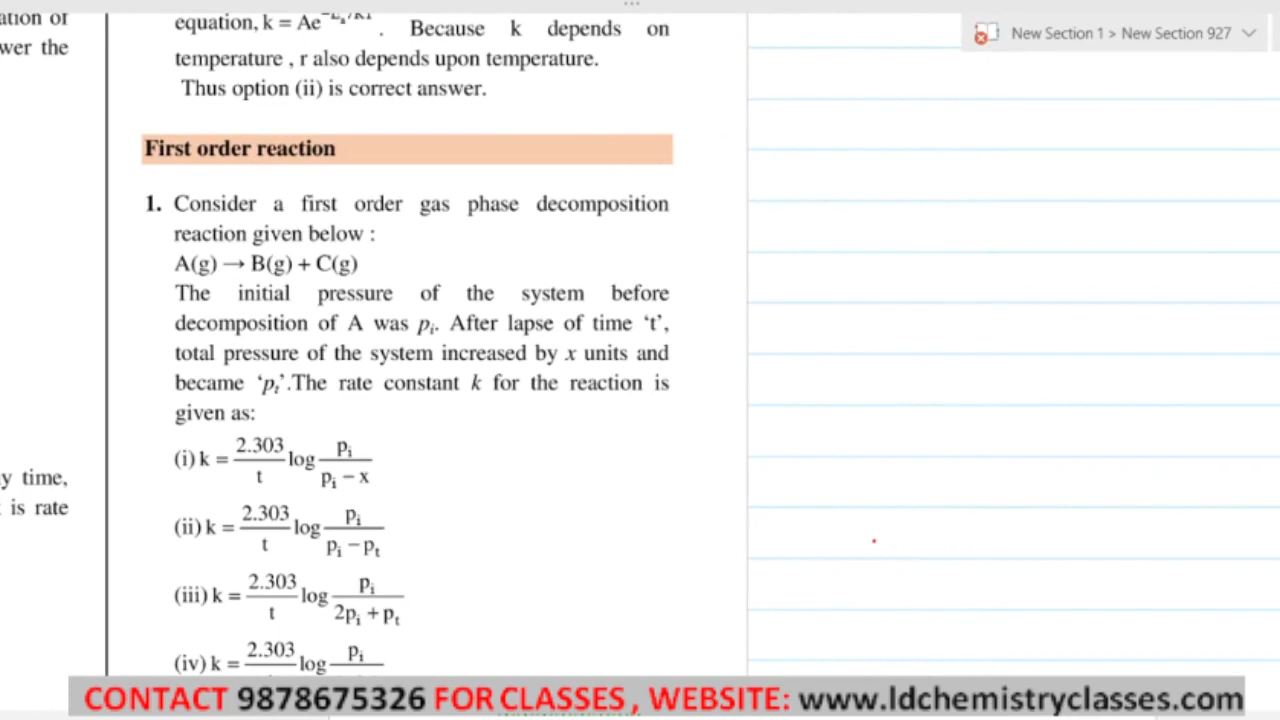 ation of
wer the
equation, k = Ae^-Ea/RT . Because k depends on
temperature , r also depends upon temperature.
Thus option (ii) is correct answer.
New Section 1 > New Section 927
First order reaction
1. Consider a first order gas phase decomposition
reaction given below :
A(g) → B(g) + C(g)
The initial pressure of the system before
decomposition of A was pᵢ. After lapse of time ‘t’,
total pressure of the system increased by x units and
became ‘pₜ’.The rate constant k for the reaction is
given as:
(i) k = 2.303/t log pᵢ/(pᵢ − x)
(ii) k = 2.303/t log pᵢ/(pᵢ − pₜ)
(iii) k = 2.303/t log pᵢ/(2pᵢ + pₜ)
(iv) k = 2.303 log pᵢ
y time,
is rate
CONTACT 9878675326 FOR CLASSES , WEBSITE: www.ldchemistryclasses.com